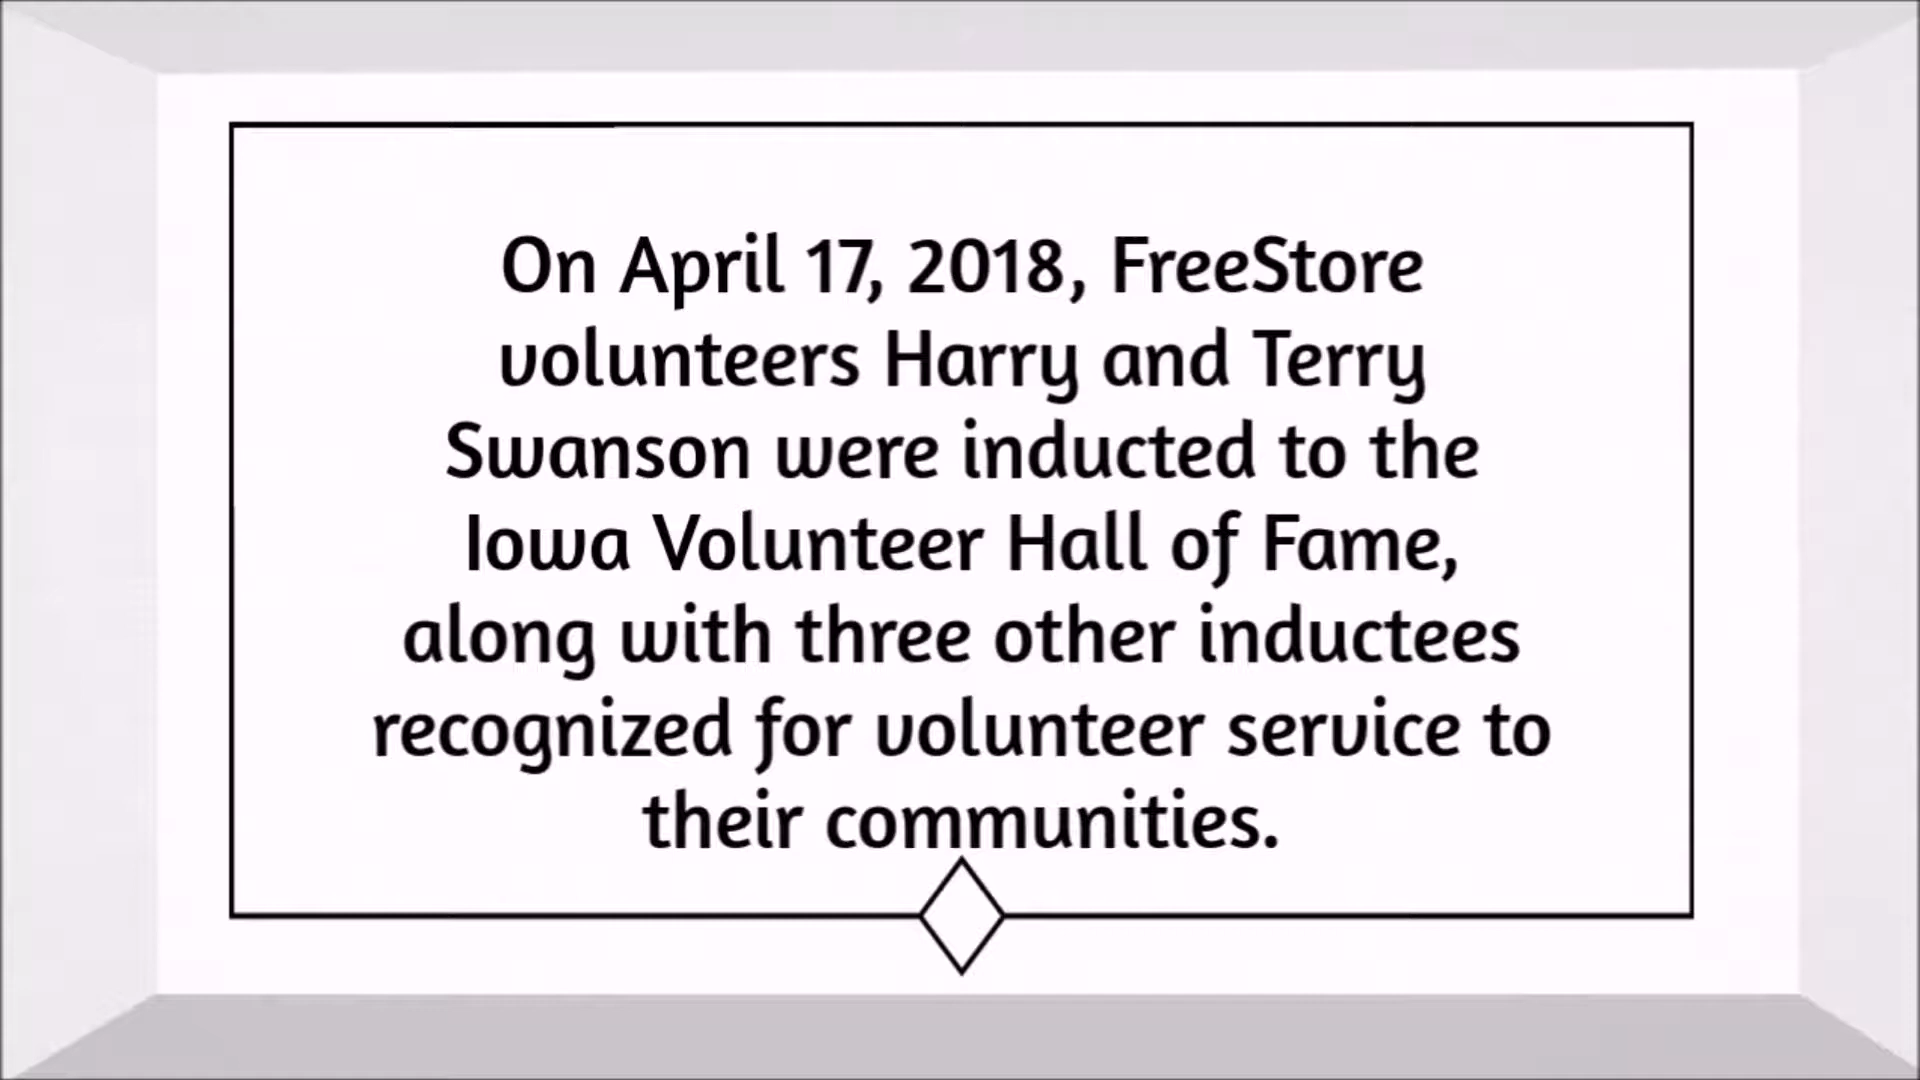 On April 17, 2018, FreeStore
volunteers Harry and Terry
Swanson were inducted to the
Iowa Volunteer Hall of Fame,
along with three other inductees
recognized for volunteer service to
their communities.